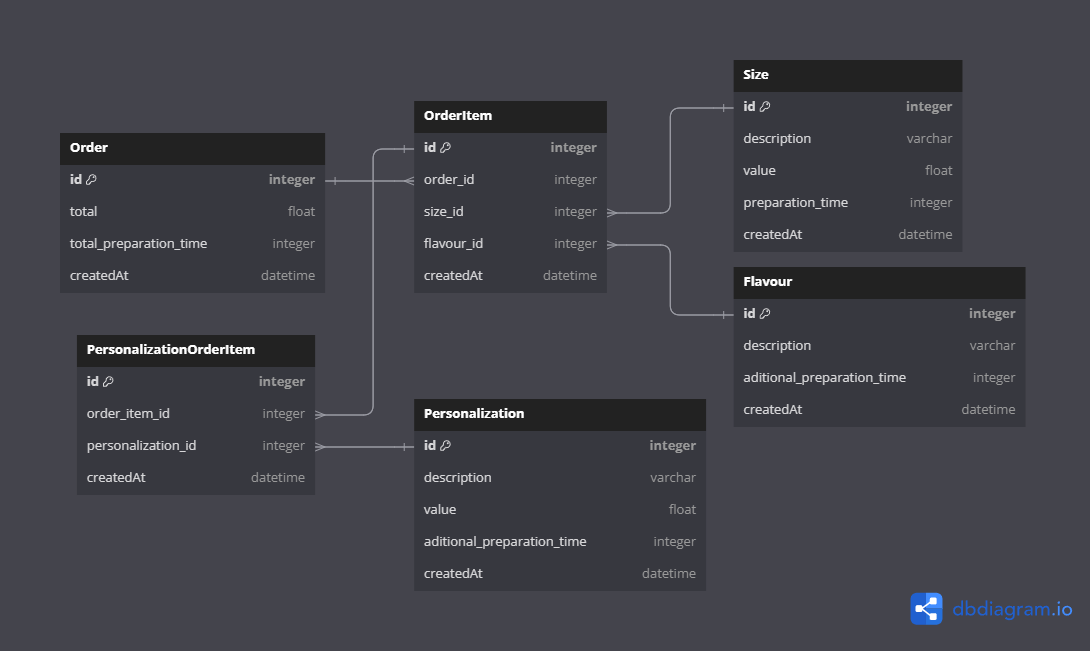 Order
id integer
total float
total_preparation_time integer
createdAt datetime
OrderItem
id integer
order_id integer
size_id integer
flavour_id integer
createdAt datetime
Size
id integer
description varchar
value float
preparation_time integer
createdAt datetime
Flavour
id integer
description varchar
aditional_preparation_time integer
createdAt datetime
PersonalizationOrderItem
id integer
order_item_id integer
personalization_id integer
createdAt datetime
Personalization
id integer
description varchar
value float
aditional_preparation_time integer
createdAt datetime
dbdiagram.io